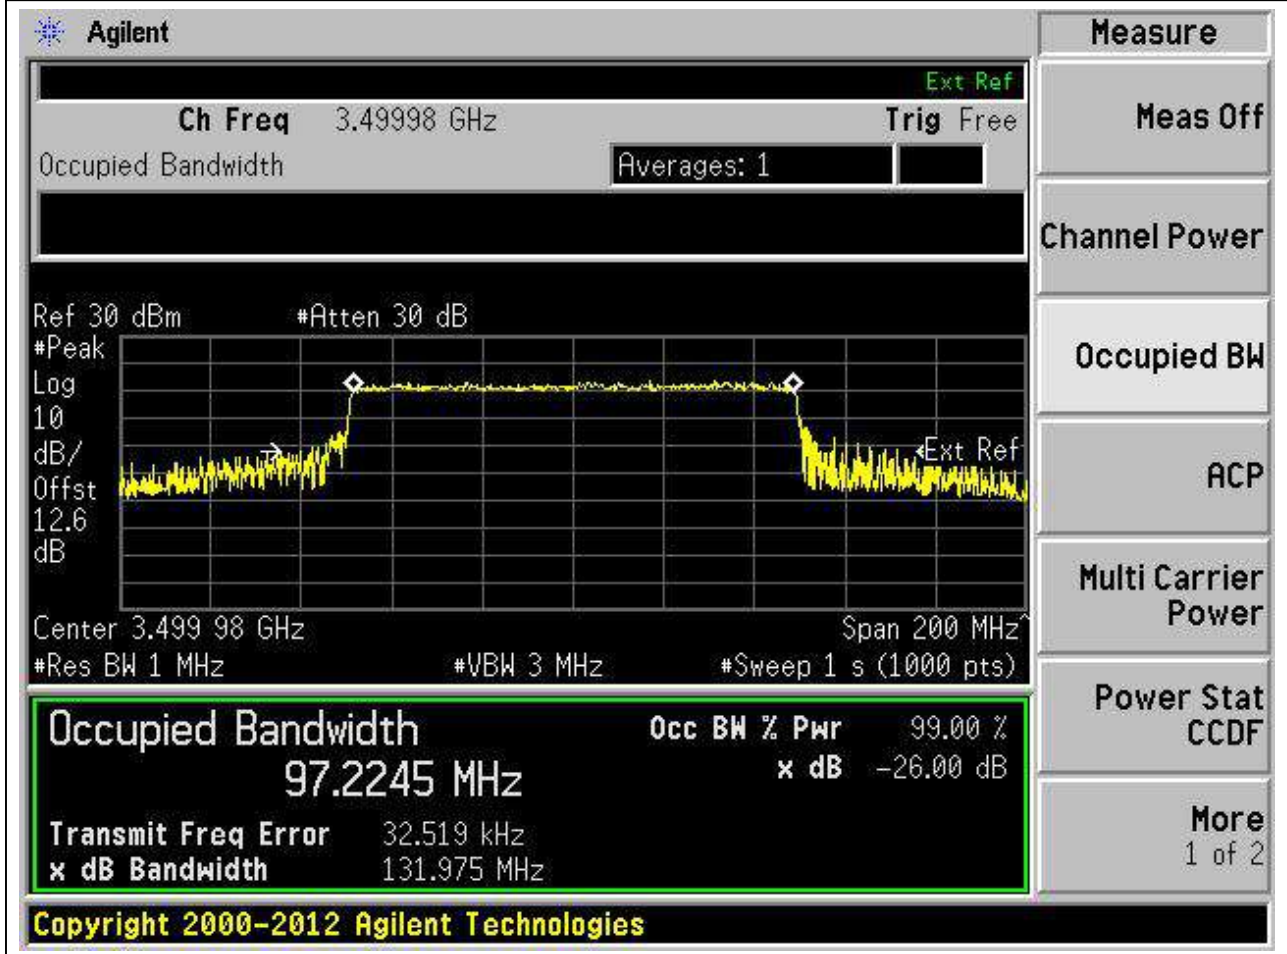 Agilent
Measure
Ext Ref
Ch Freq 3.49998 GHz Trig Free
Meas Off
Occupied Bandwidth Averages: 1
Channel Power
Ref 30 dBm #Atten 30 dB
#Peak
Log
10
dB/
Offst
12.6
dB
Ext Ref
Occupied BW
ACP
Center 3.499 98 GHz Span 200 MHz^
#Res BW 1 MHz #VBW 3 MHz #Sweep 1 s (1000 pts)
Multi Carrier
Power
Occupied Bandwidth Occ BW % Pwr 99.00 %
97.2245 MHz x dB -26.00 dB
Transmit Freq Error 32.519 kHz
x dB Bandwidth 131.975 MHz
Power Stat
CCDF
More
1 of 2
Copyright 2000-2012 Agilent Technologies